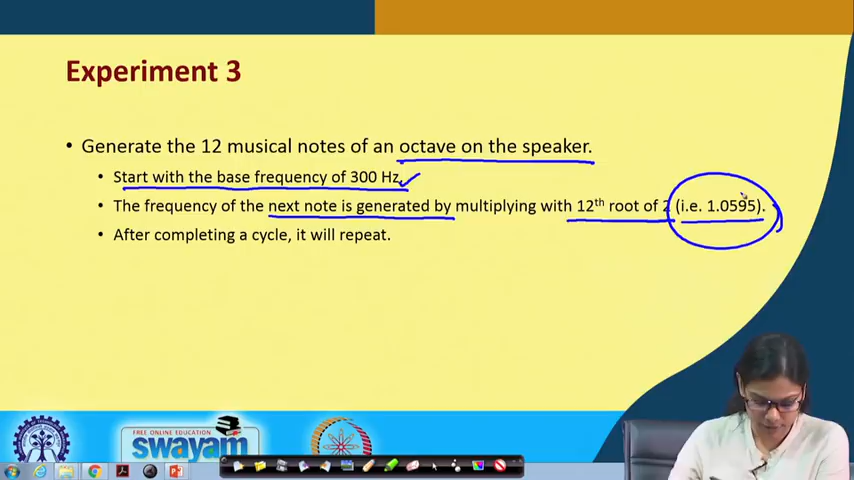 Experiment 3
• Generate the 12 musical notes of an octave on the speaker.
• Start with the base frequency of 300 Hz.
• The frequency of the next note is generated by multiplying with 12th root of 2 (i.e. 1.0595).
• After completing a cycle, it will repeat.
FREE ONLINE EDUCATION
swayam